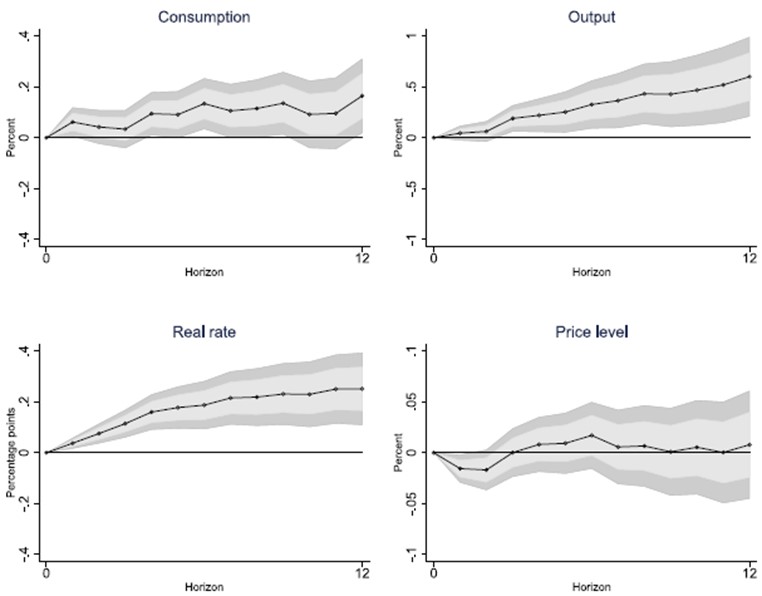 Consumption
.4
.2
0
-.2
-.4
Percent
0
12
Horizon
Output
1
.5
0
-.5
-1
Percent
0
12
Horizon
Real rate
.4
.2
0
-.2
-.4
Percentage points
0
12
Horizon
Price level
.1
.05
0
-.05
-.1
Percent
0
12
Horizon